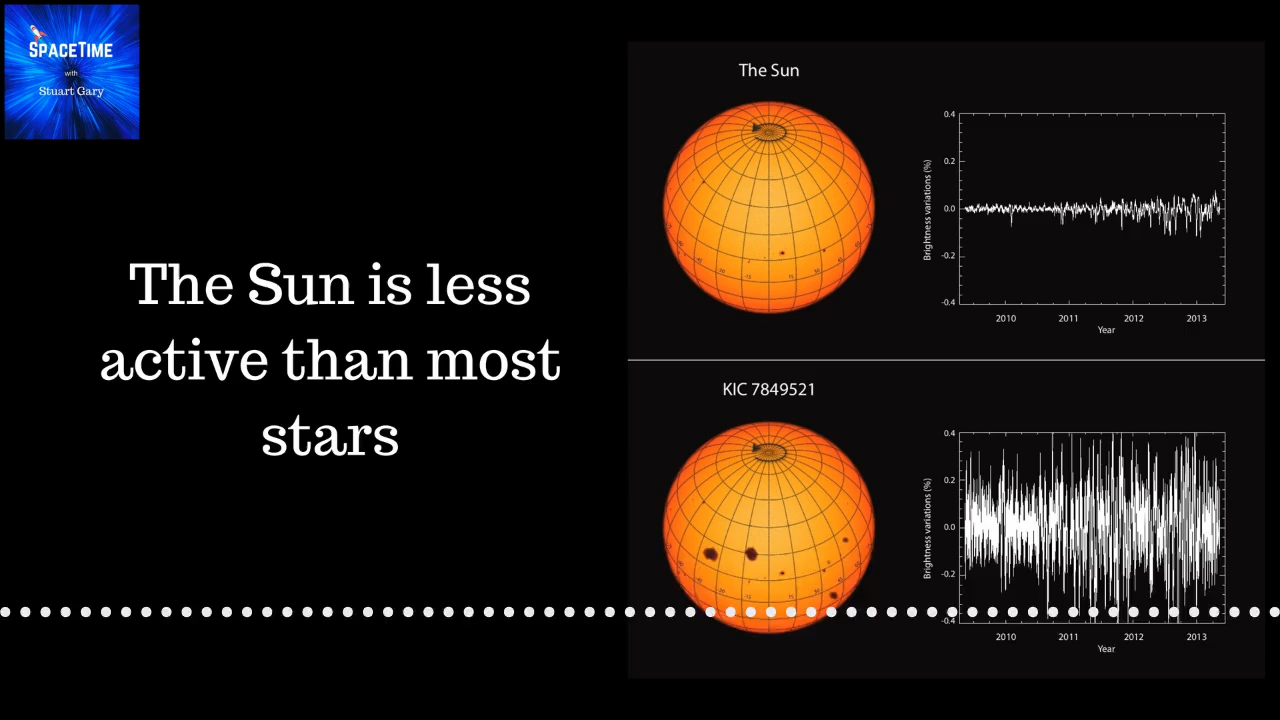 SPACETIME
with
Stuart Gary
The Sun is less
active than most
stars
The Sun
Brightness variations (%)
0.4
0.2
0.0
-0.2
-0.4
2010 2011 2012 2013
Year
KIC 7849521
Brightness variations (%)
0.4
0.2
0.0
-0.2
-0.4
2010 2011 2012 2013
Year